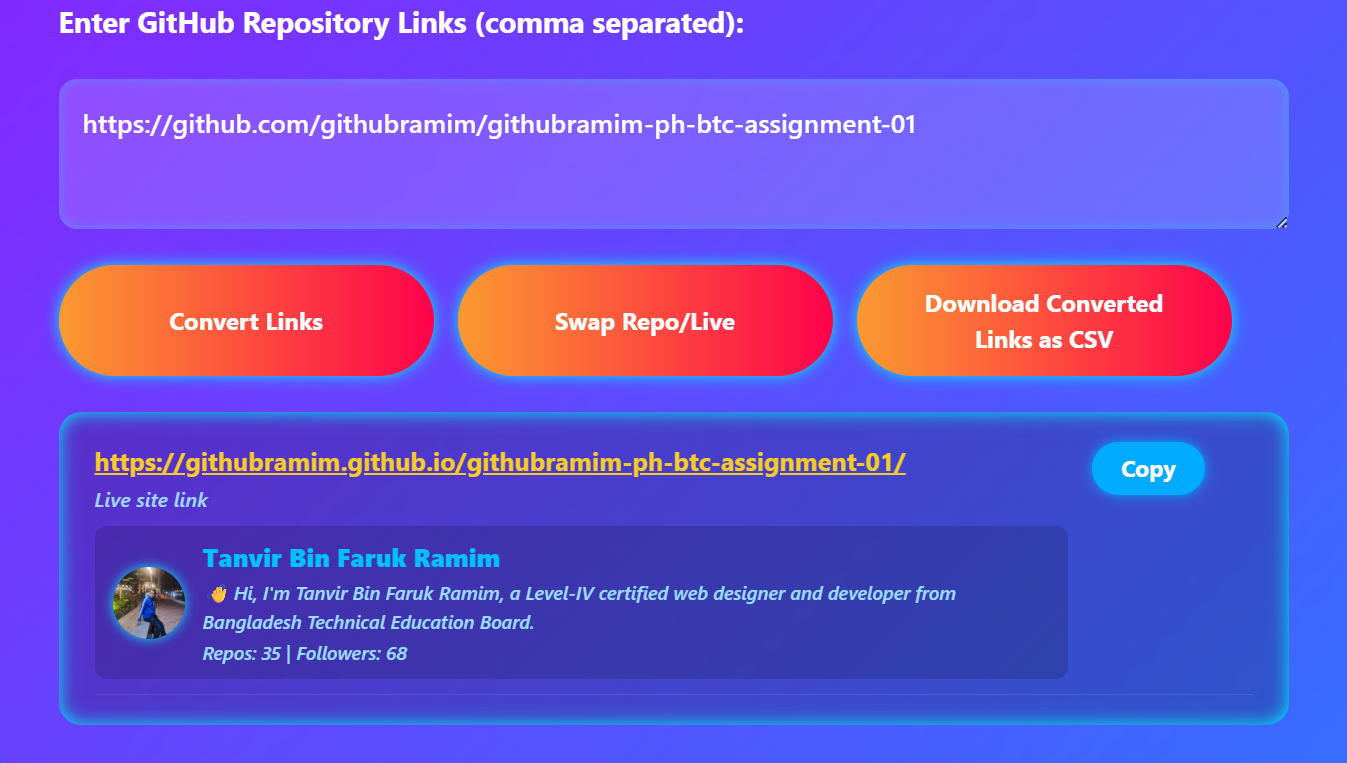 Enter GitHub Repository Links (comma separated):
https://github.com/githubramim/githubramim-ph-btc-assignment-01
Convert Links
Swap Repo/Live
Download Converted
Links as CSV
https://githubramim.github.io/githubramim-ph-btc-assignment-01/
Copy
Live site link
Tanvir Bin Faruk Ramim
👋 Hi, I'm Tanvir Bin Faruk Ramim, a Level-IV certified web designer and developer from
Bangladesh Technical Education Board.
Repos: 35 | Followers: 68